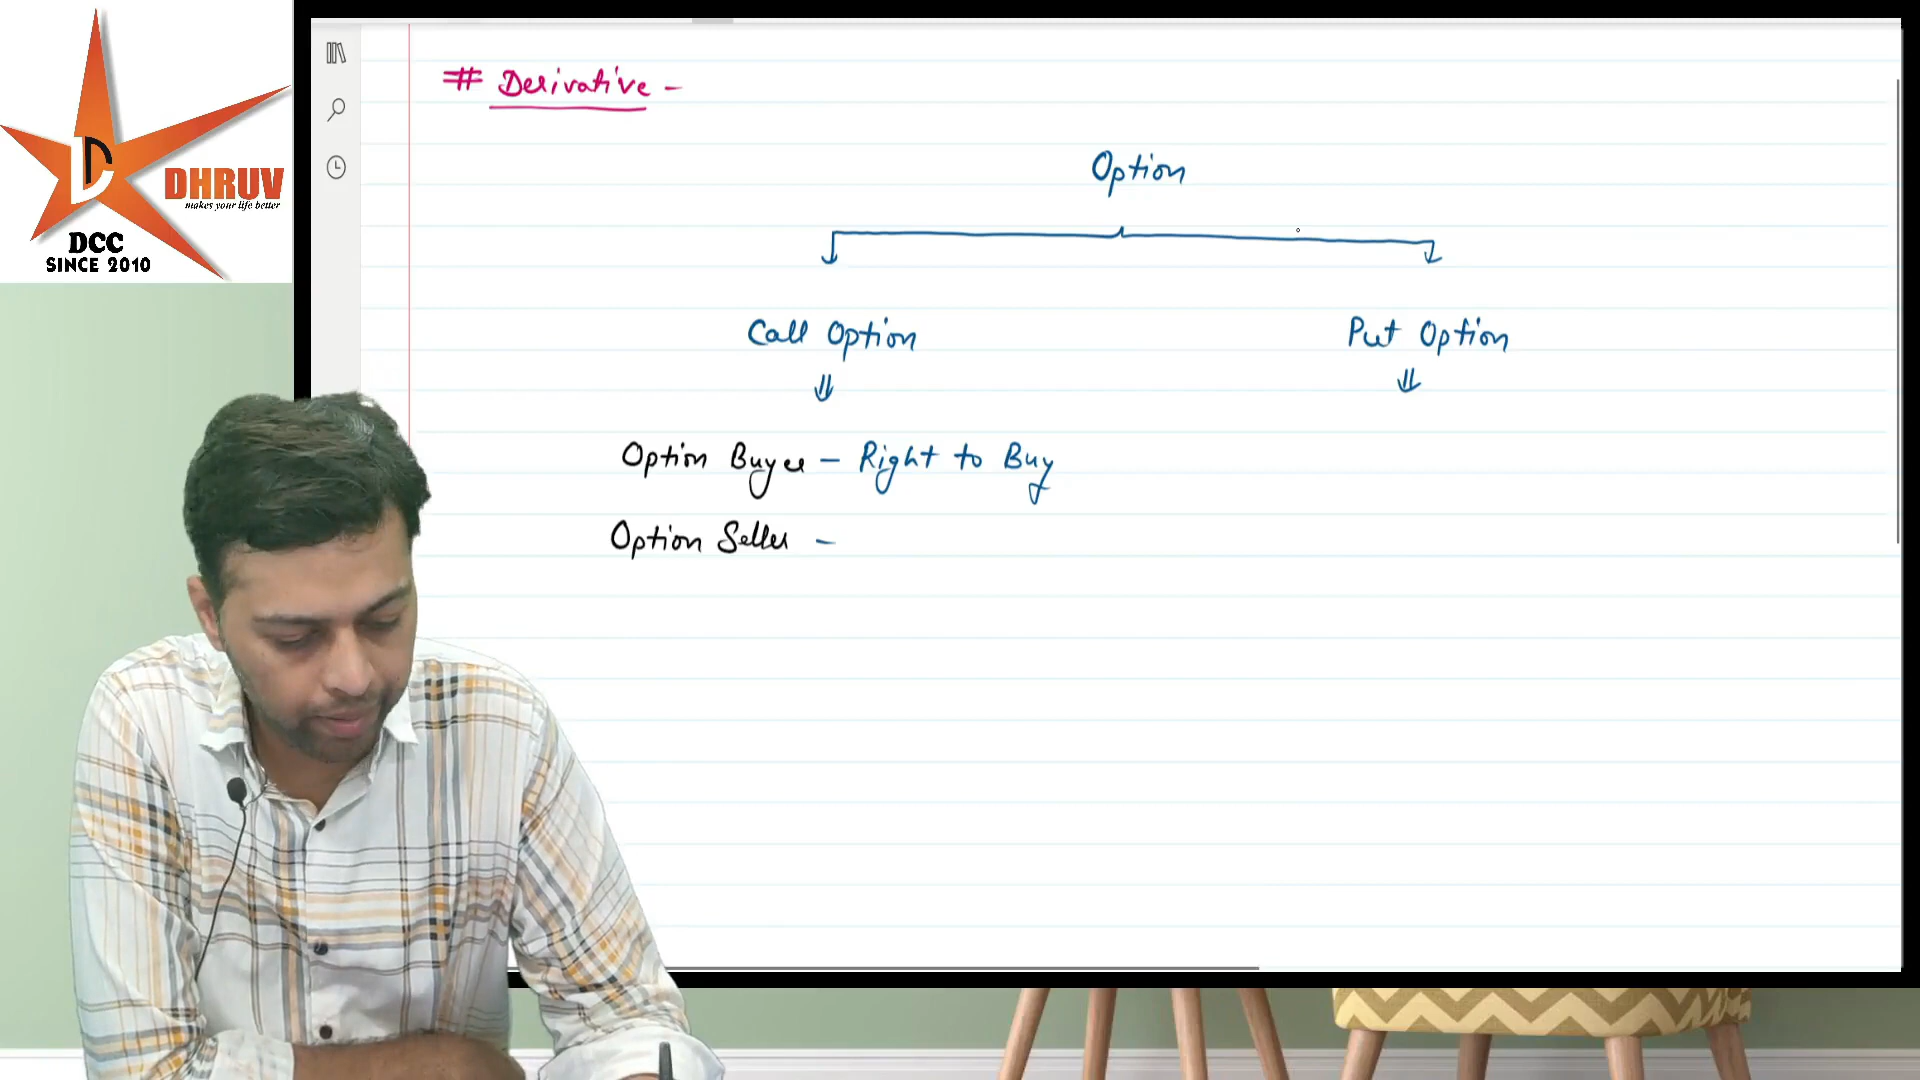 DHRUV
makes your life better
DCC
SINCE 2010
# Derivative -
Option
Call Option
Put Option
Option Buyer - Right to Buy
Option Seller -